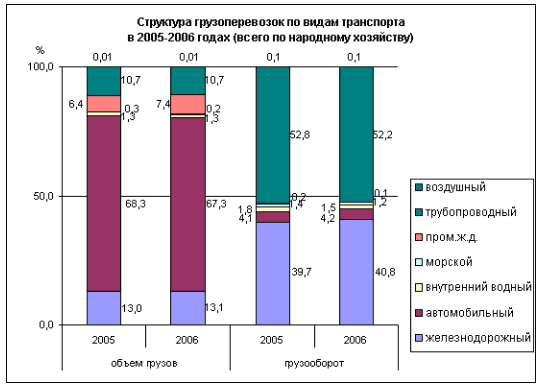 Структура грузоперевозок по видам транспорта
в 2005-2006 годах (всего по народному хозяйству)
%
0,01 0,01 0,1 0,1
100,0
10,7 10,7
6,4 7,4
0,3 0,2
1,3 1,3
52,8 52,2
50,0
68,3 67,3
0,2 0,1
1,8 1,4 1,5 1,2
4,1 4,2
39,7 40,8
13,0 13,1
0,0
2005 2006 2005 2006
объем грузов грузооборот
воздушный
трубопроводный
пром.ж.д.
морской
внутренний водный
автомобильный
железнодорожный